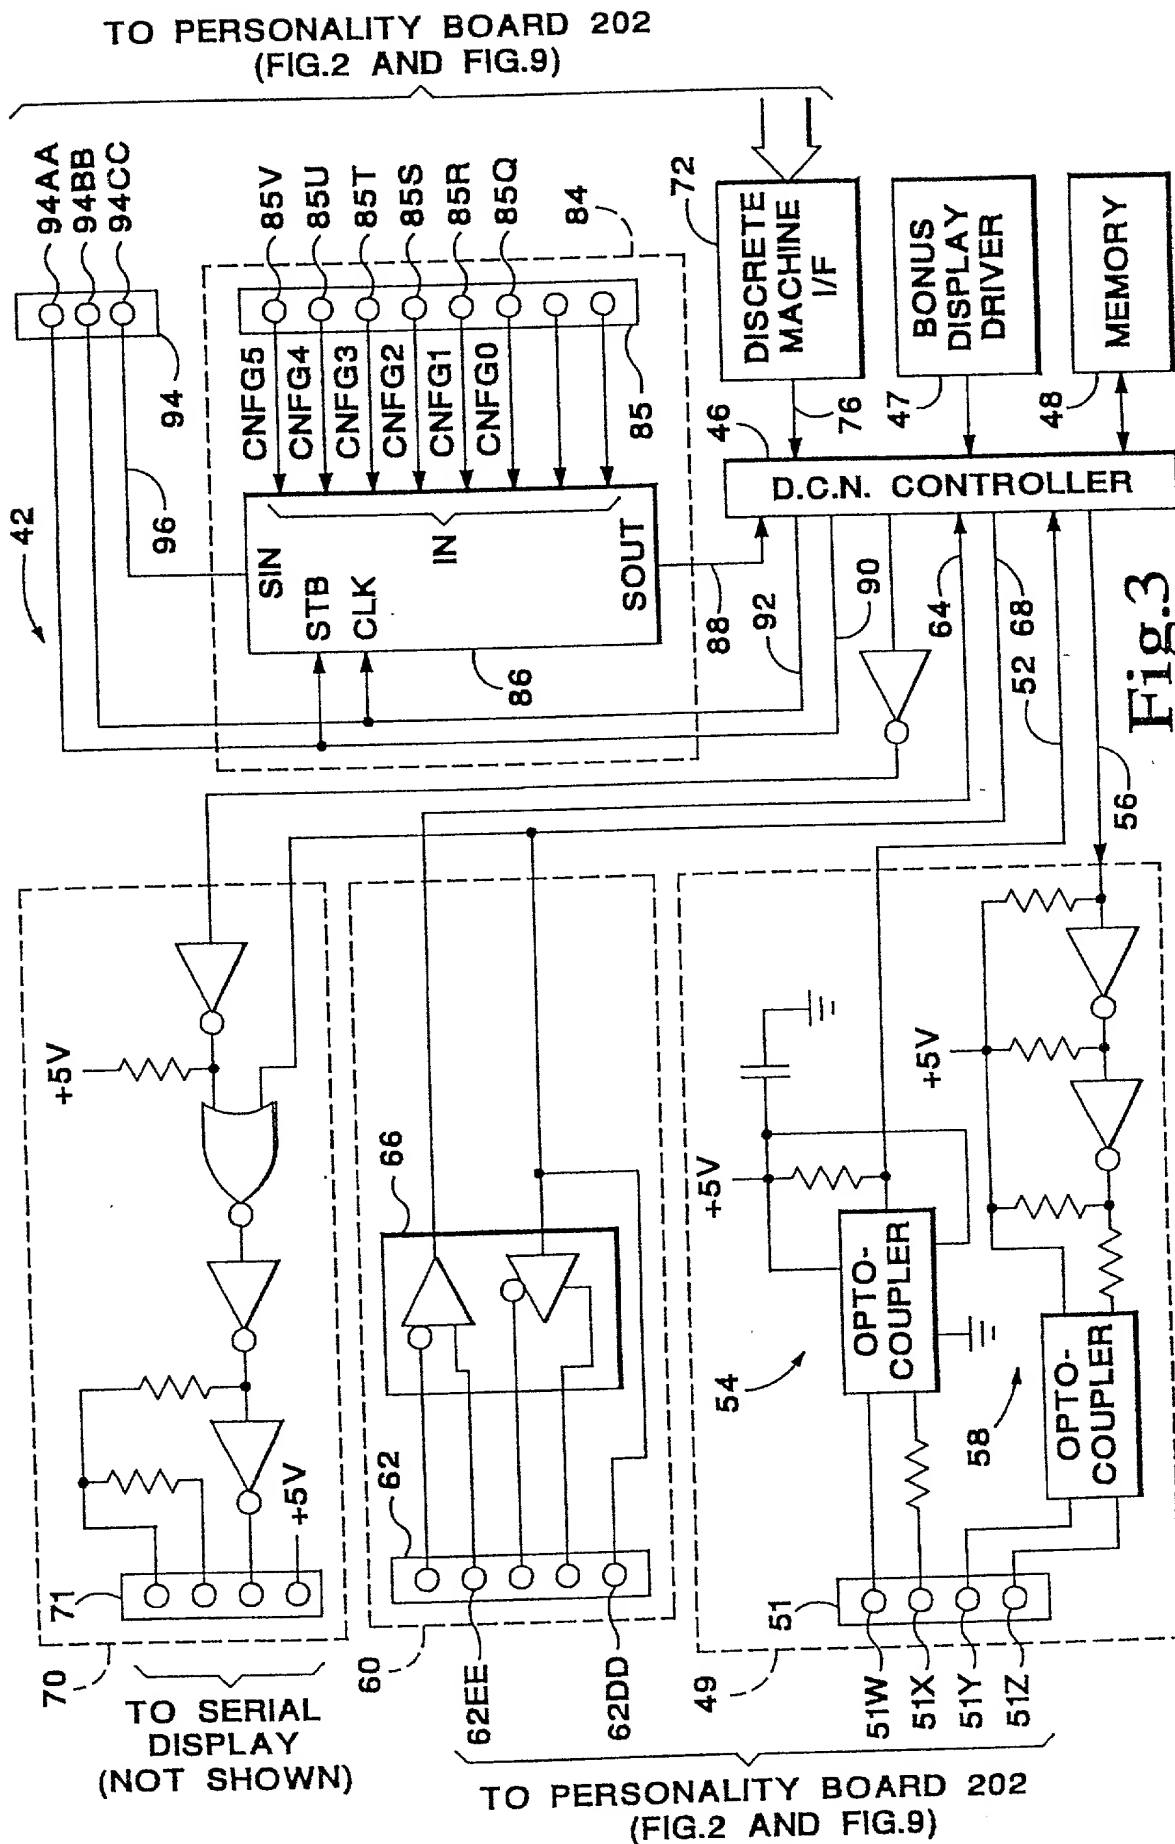 TO PERSONALITY BOARD 202
(FIG.2 AND FIG.9)
42
94AA
94BB
94CC
94
96
85V
85U
85T
85S
85R
85Q
84
CNFG5
CNFG4
CNFG3
CNFG2
CNFG1
CNFG0
85
SIN
STB
CLK
IN
SOUT
86
88
72
DISCRETE
MACHINE
I/F
76
BONUS
DISPLAY
DRIVER
47
MEMORY
48
46
D.C.N. CONTROLLER
92
90
64
68
52
56
Fig.3
+5V
71
+5V
70
TO SERIAL
DISPLAY
(NOT SHOWN)
66
62
60
62EE
62DD
+5V
OPTO-
COUPLER
54
+5V
OPTO-
COUPLER
58
51
49
51W
51X
51Y
51Z
TO PERSONALITY BOARD 202
(FIG.2 AND FIG.9)